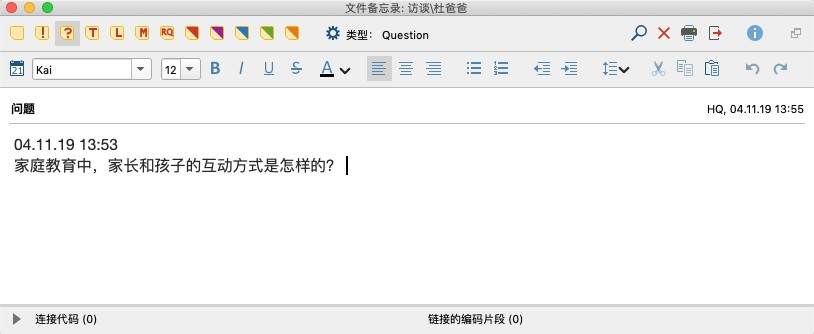 文件备忘录: 访谈\杜爸爸
! ? T L M RQ 类型: Question
21 Kai 12 B I U S A
问题 HQ, 04.11.19 13:55
04.11.19 13:53
家庭教育中，家长和孩子的互动方式是怎样的？
连接代码 (0) 链接的编码片段 (0)